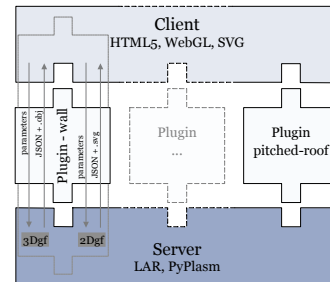 Client
HTML5, WebGL, SVG
parameters
JSON + .obj
Plugin - wall
parameters
JSON + .svg
Plugin
...
Plugin
pitched-roof
3Dgf
2Dgf
Server
LAR, PyPlasm